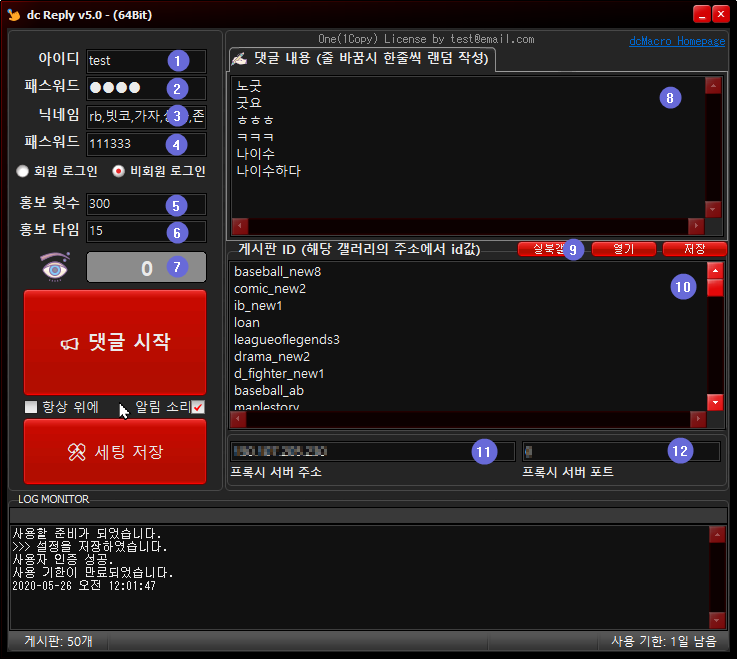 dc Reply v5.0 - (64Bit)
One(1Copy) License by test@email.com
dcMacro Homepage
아이디 test 1
패스워드 ●●●● 2
닉네임 rb,빗코,가자, 3 ,존
패스워드 111333 4
회원 로그인 비회원 로그인
홍보 횟수 300 5
홍보 타임 15 6
0 7
댓글 시작
항상 위에 알림 소리
세팅 저장
댓글 내용 (줄 바꿈시 한줄씩 랜덤 작성)
노굿
굿요
ㅎㅎㅎ
ㅋㅋㅋ
나이수
나이수하다
8
게시판 ID (해당 갤러리의 주소에서 id값)
9 열기 저장
baseball_new8
comic_new2
ib_new1
loan
leagueoflegends3
drama_new2
d_fighter_new1
baseball_ab
maplestory
10
11
프록시 서버 주소
12
프록시 서버 포트
LOG MONITOR
사용할 준비가 되었습니다.
>>> 설정을 저장하였습니다.
사용자 인증 성공.
사용 기한이 만료되었습니다.
2020-05-26 오전 12:01:47
게시판: 50개
사용 기한: 1일 남음